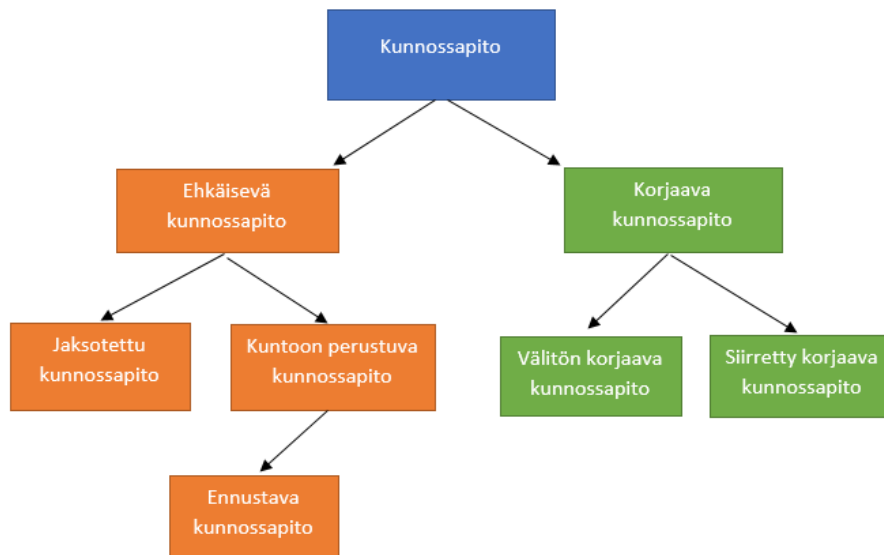 Kunnossapito
Ehkäisevä
kunnossapito
Korjaava
kunnossapito
Jaksotettu
kunnossapito
Kuntoon perustuva
kunnossapito
Välitön korjaava
kunnossapito
Siirretty korjaava
kunnossapito
Ennustava
kunnossapito